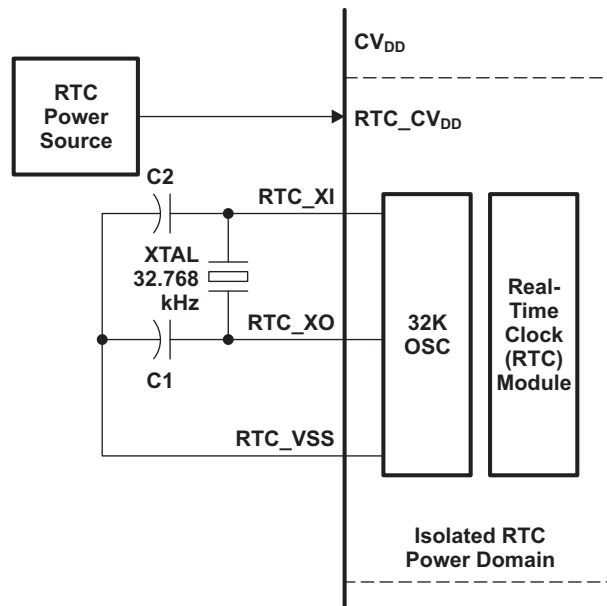 CVDD
RTC
Power
Source
RTC_CVDD
C2
RTC_XI
XTAL
32.768
kHz
RTC_XO
C1
RTC_VSS
32K
OSC
Real-
Time
Clock
(RTC)
Module
Isolated RTC
Power Domain